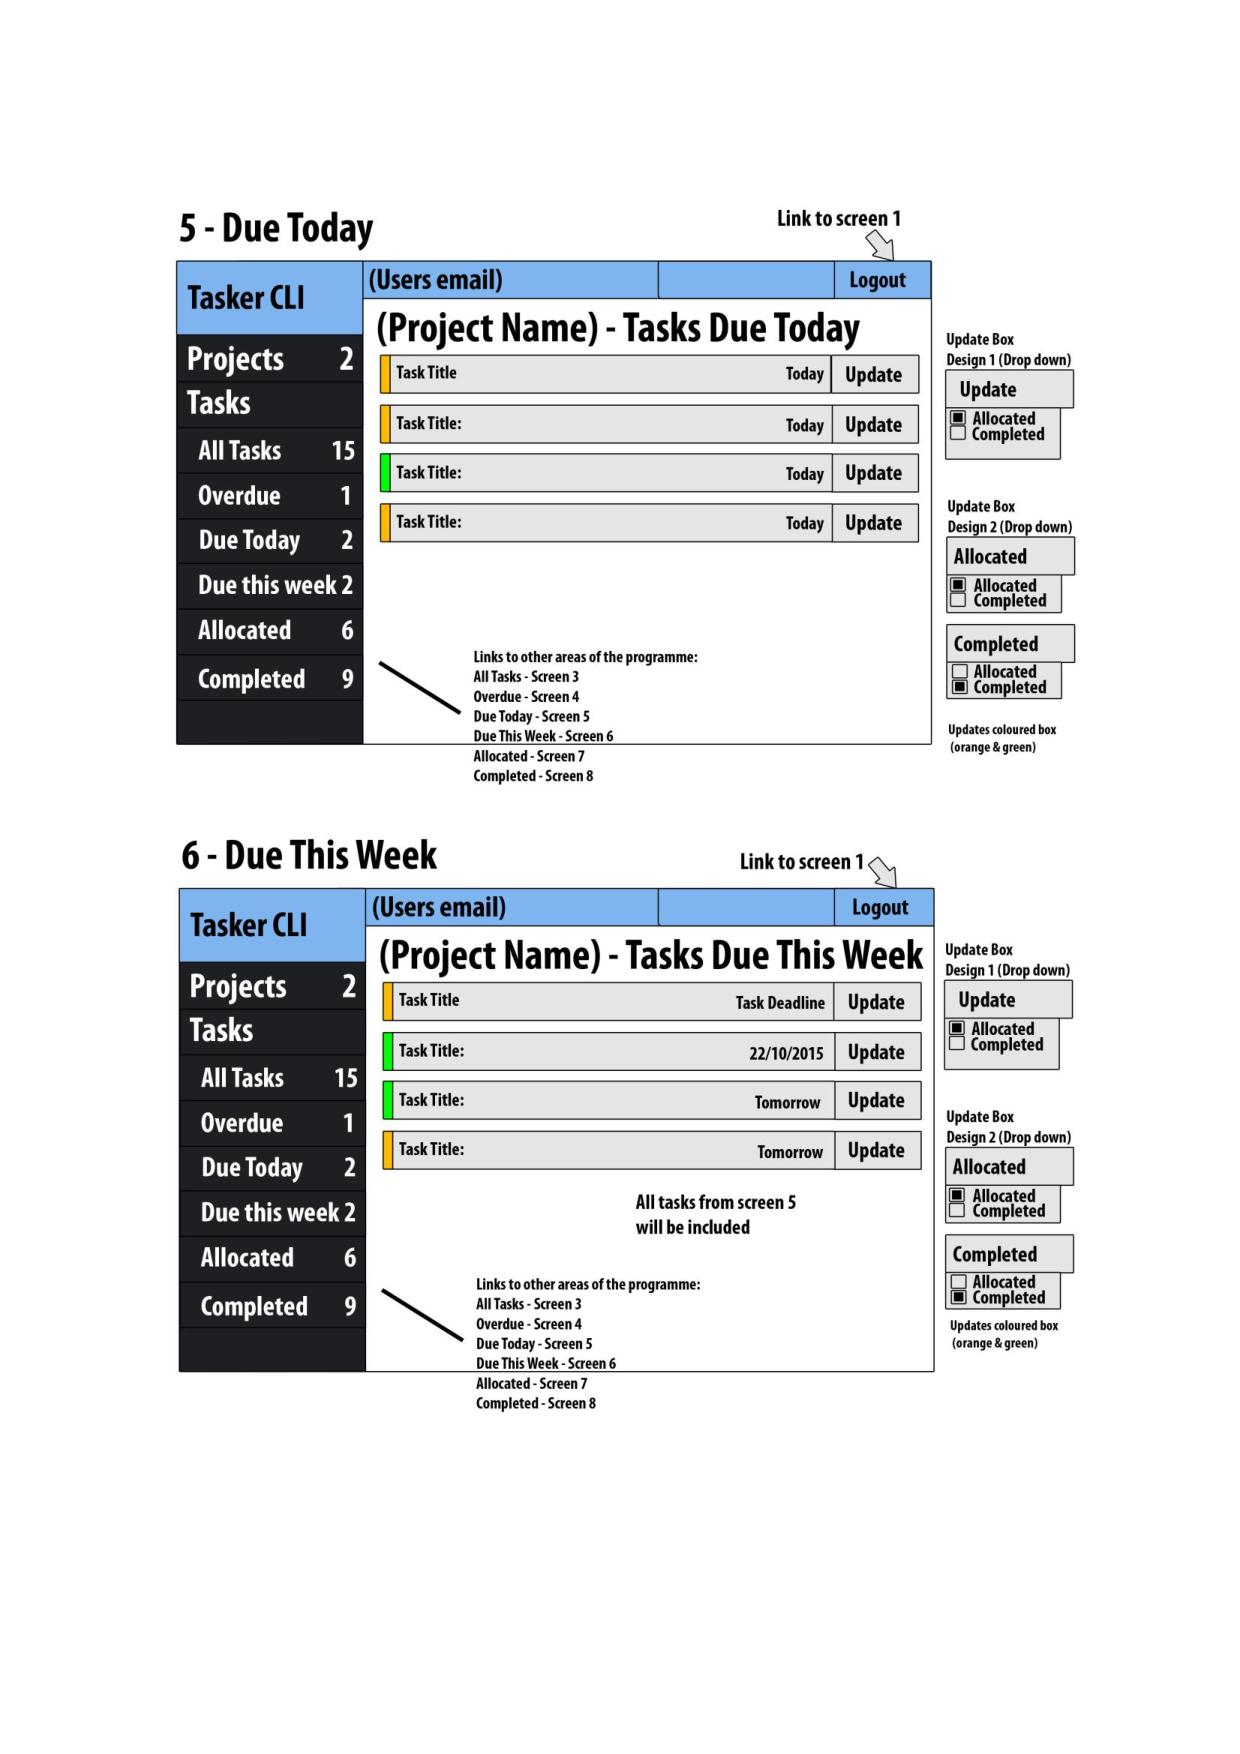 5 - Due Today
Link to screen 1
Tasker CLI
(Users email)
Logout
Projects 2
Tasks
All Tasks 15
Overdue 1
Due Today 2
Due this week 2
Allocated 6
Completed 9
(Project Name) - Tasks Due Today
Task Title Today Update
Task Title: Today Update
Task Title: Today Update
Task Title: Today Update
Links to other areas of the programme:
All Tasks - Screen 3
Overdue - Screen 4
Due Today - Screen 5
Due This Week - Screen 6
Allocated - Screen 7
Completed - Screen 8
Update Box
Design 1 (Drop down)
Update
Allocated
Completed
Update Box
Design 2 (Drop down)
Allocated
Allocated
Completed
Completed
Allocated
Completed
Updates coloured box
(orange & green)
6 - Due This Week
Link to screen 1
Tasker CLI
(Users email)
Logout
Projects 2
Tasks
All Tasks 15
Overdue 1
Due Today 2
Due this week 2
Allocated 6
Completed 9
(Project Name) - Tasks Due This Week
Task Title Task Deadline Update
Task Title: 22/10/2015 Update
Task Title: Tomorrow Update
Task Title: Tomorrow Update
All tasks from screen 5
will be included
Links to other areas of the programme:
All Tasks - Screen 3
Overdue - Screen 4
Due Today - Screen 5
Due This Week - Screen 6
Allocated - Screen 7
Completed - Screen 8
Update Box
Design 1 (Drop down)
Update
Allocated
Completed
Update Box
Design 2 (Drop down)
Allocated
Allocated
Completed
Completed
Allocated
Completed
Updates coloured box
(orange & green)